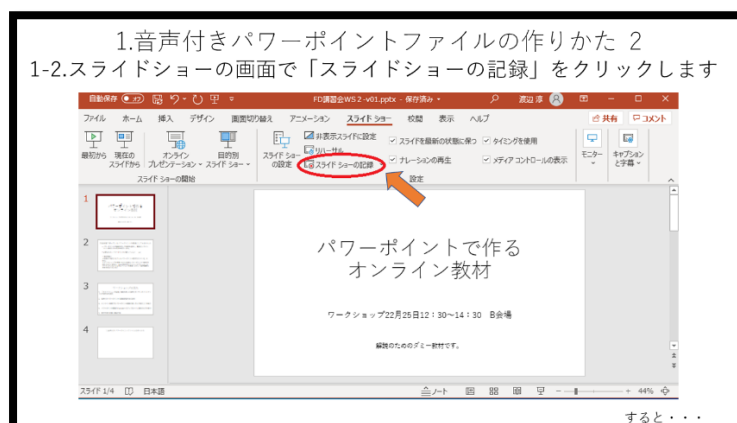 1.音声付きパワーポイントファイルの作りかた 2
1-2.スライドショーの画面で「スライドショーの記録」をクリックします
自動保存 オフ FD講習会WS2-v01.pptx - 保存済み 渡辺 淳
ファイル ホーム 挿入 デザイン 画面切り替え アニメーション スライド ショー 校閲 表示 ヘルプ 共有 コメント
最初から 現在の スライドから オンライン プレゼンテーション 目的別 スライド ショー スライド ショーの設定 非表示スライドに設定 スライドを最新の状態に保つ タイミングを使用 モニター キャプションと字幕
リハーサル
スライド ショーの記録 ナレーションの再生 メディア コントロールの表示
スライド ショーの開始 設定
1
2
3
4
パワーポイントで作る
オンライン教材
ワークショップ22月25日12：30～14：30 B会場
解説のためのダミー教材です。
スライド 1/4 日本語 ノート 44%
すると・・・